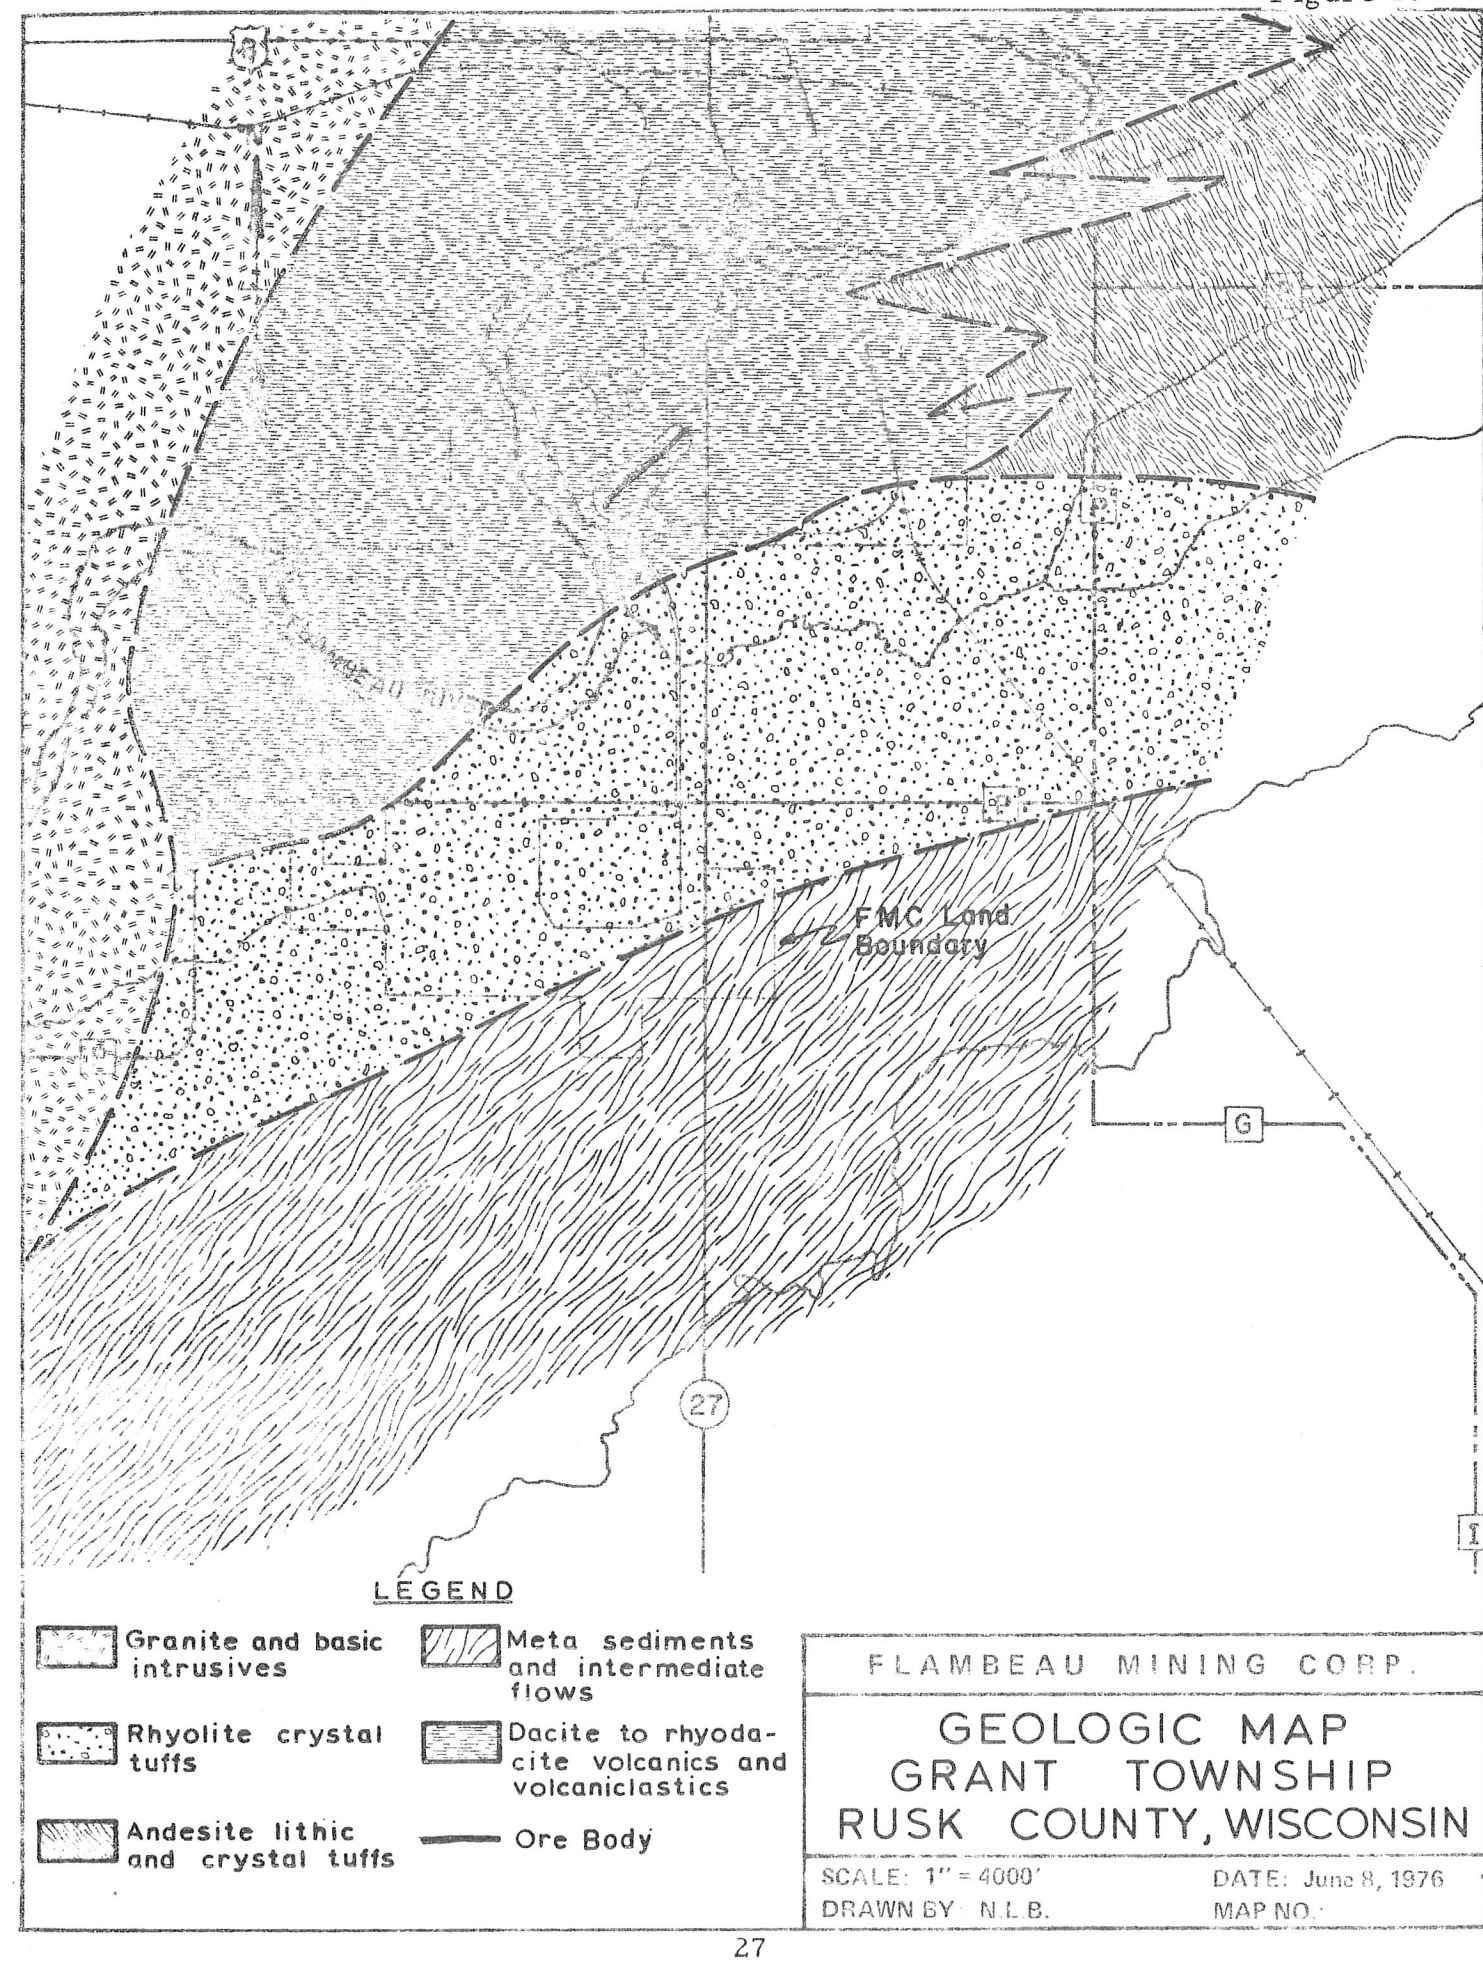 8
P
P
FLAMBEAU RIVER
FMC Land
Boundary
G
27
I
LEGEND
Granite and basic
intrusives
Rhyolite crystal
tuffs
Andesite lithic
and crystal tuffs
Meta sediments
and intermediate
flows
Dacite to rhyoda-
cite volcanics and
volcaniclastics
Ore Body
FLAMBEAU MINING CORP.
GEOLOGIC MAP
GRANT TOWNSHIP
RUSK COUNTY, WISCONSIN
SCALE: 1" = 4000'
DATE: June 8, 1976
DRAWN BY N.L.B.
MAP NO.
27